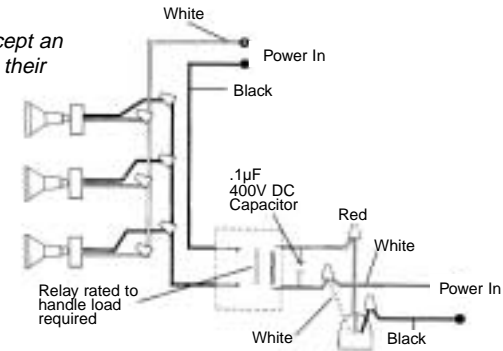 White
cept an
their
Power In
Black
.1µF
400V DC
Capacitor
Red
White
Relay rated to
handle load
required
Power In
White
Black